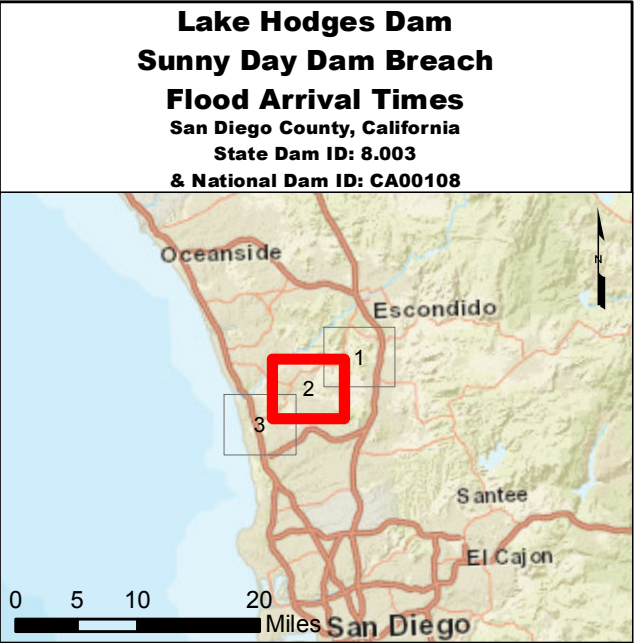 Lake Hodges Dam
Sunny Day Dam Breach
Flood Arrival Times
San Diego County, California
State Dam ID: 8.003
& National Dam ID: CA00108
Oceanside
N
Escondido
1
2
3
Santee
El Cajon
0 5 10 20
Miles
San Diego